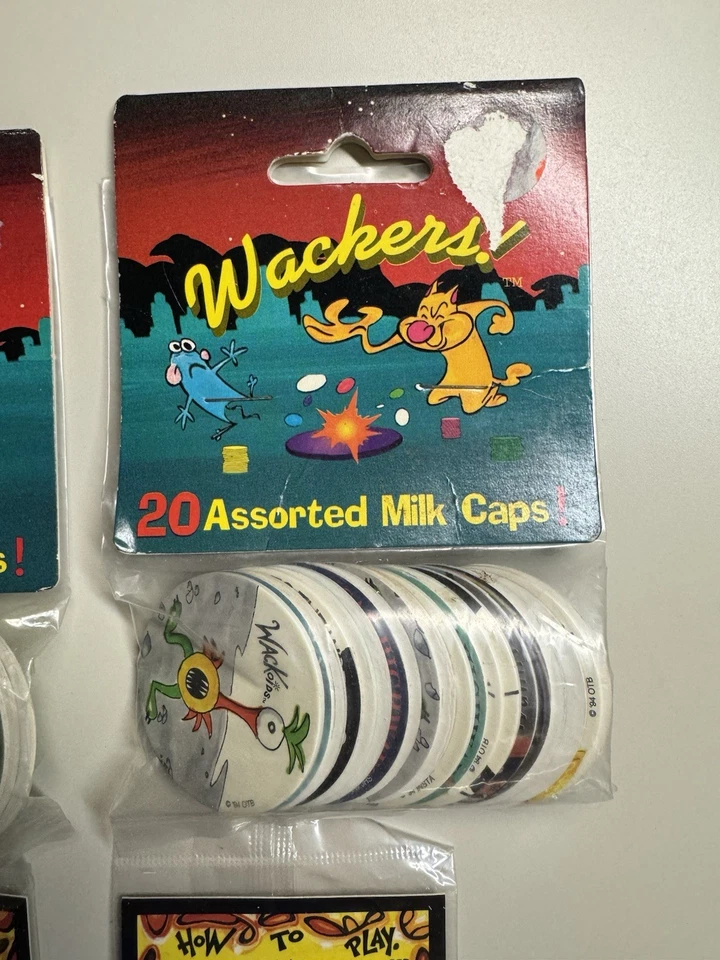 Wackers!
TM
20 Assorted Milk Caps!
s!
WACKOIDS
© '94 OTB
© 94 OTB
HOW TO PLAY.